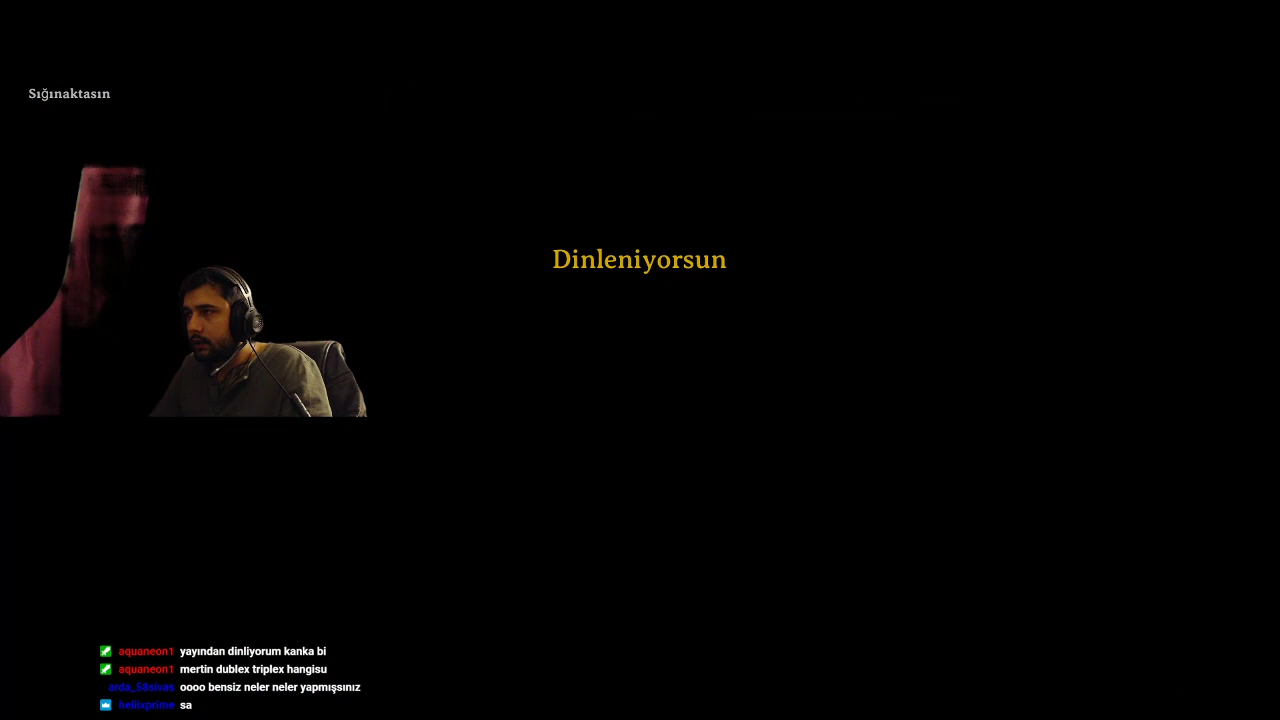 Sığınaktasın
Dinleniyorsun
aquaneon1 yayından dinliyorum kanka bi
aquaneon1 mertin dublex triplex hangisu
arda_58sivas oooo bensiz neler neler yapmışsınız
heliixprime sa